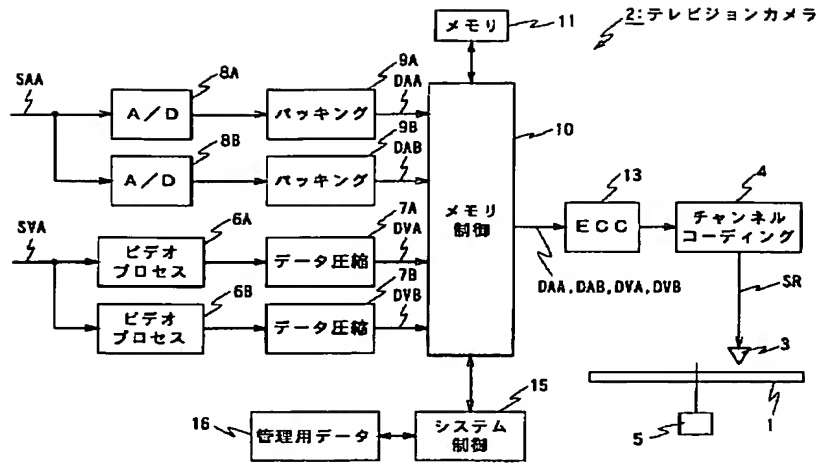 メモリ
11
2:テレビジョンカメラ
SAA
8A
A/D
9A
パッキング
DAA
8B
A/D
9B
パッキング
DAB
10
メモリ
制御
13
ECC
4
チャンネル
コーディング
SVA
6A
ビデオ
プロセス
7A
データ圧縮
DVA
6B
ビデオ
プロセス
7B
データ圧縮
DVB
DAA,DAB,DVA,DVB
SR
3
1
5
15
システム
制御
16
管理用データ